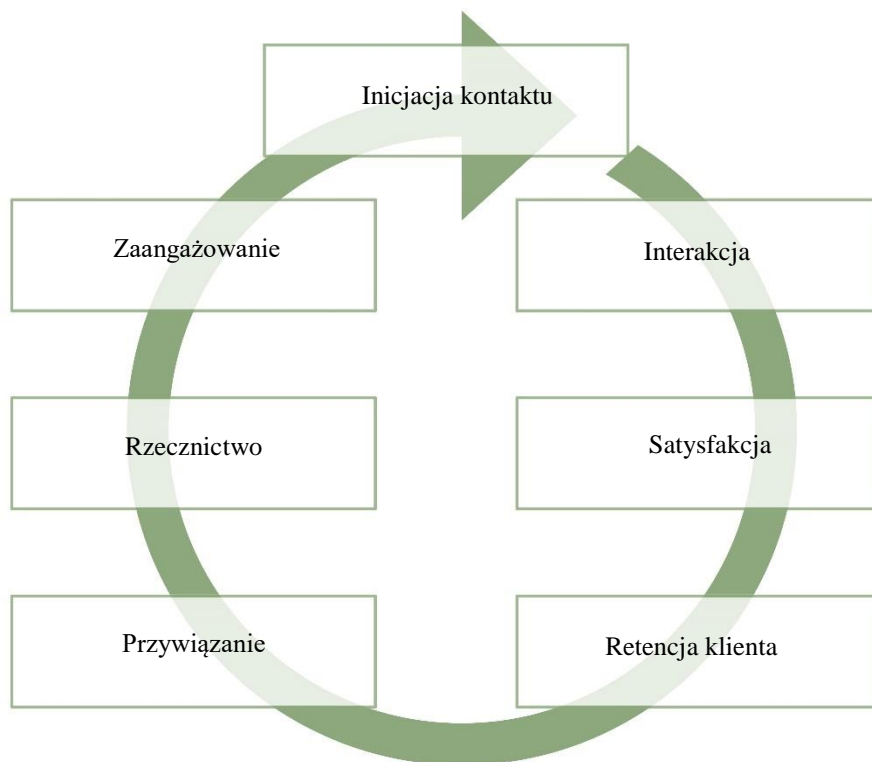 Inicjacja kontaktu
Zaangażowanie
Interakcja
Rzecznictwo
Satysfakcja
Przywiązanie
Retencja klienta